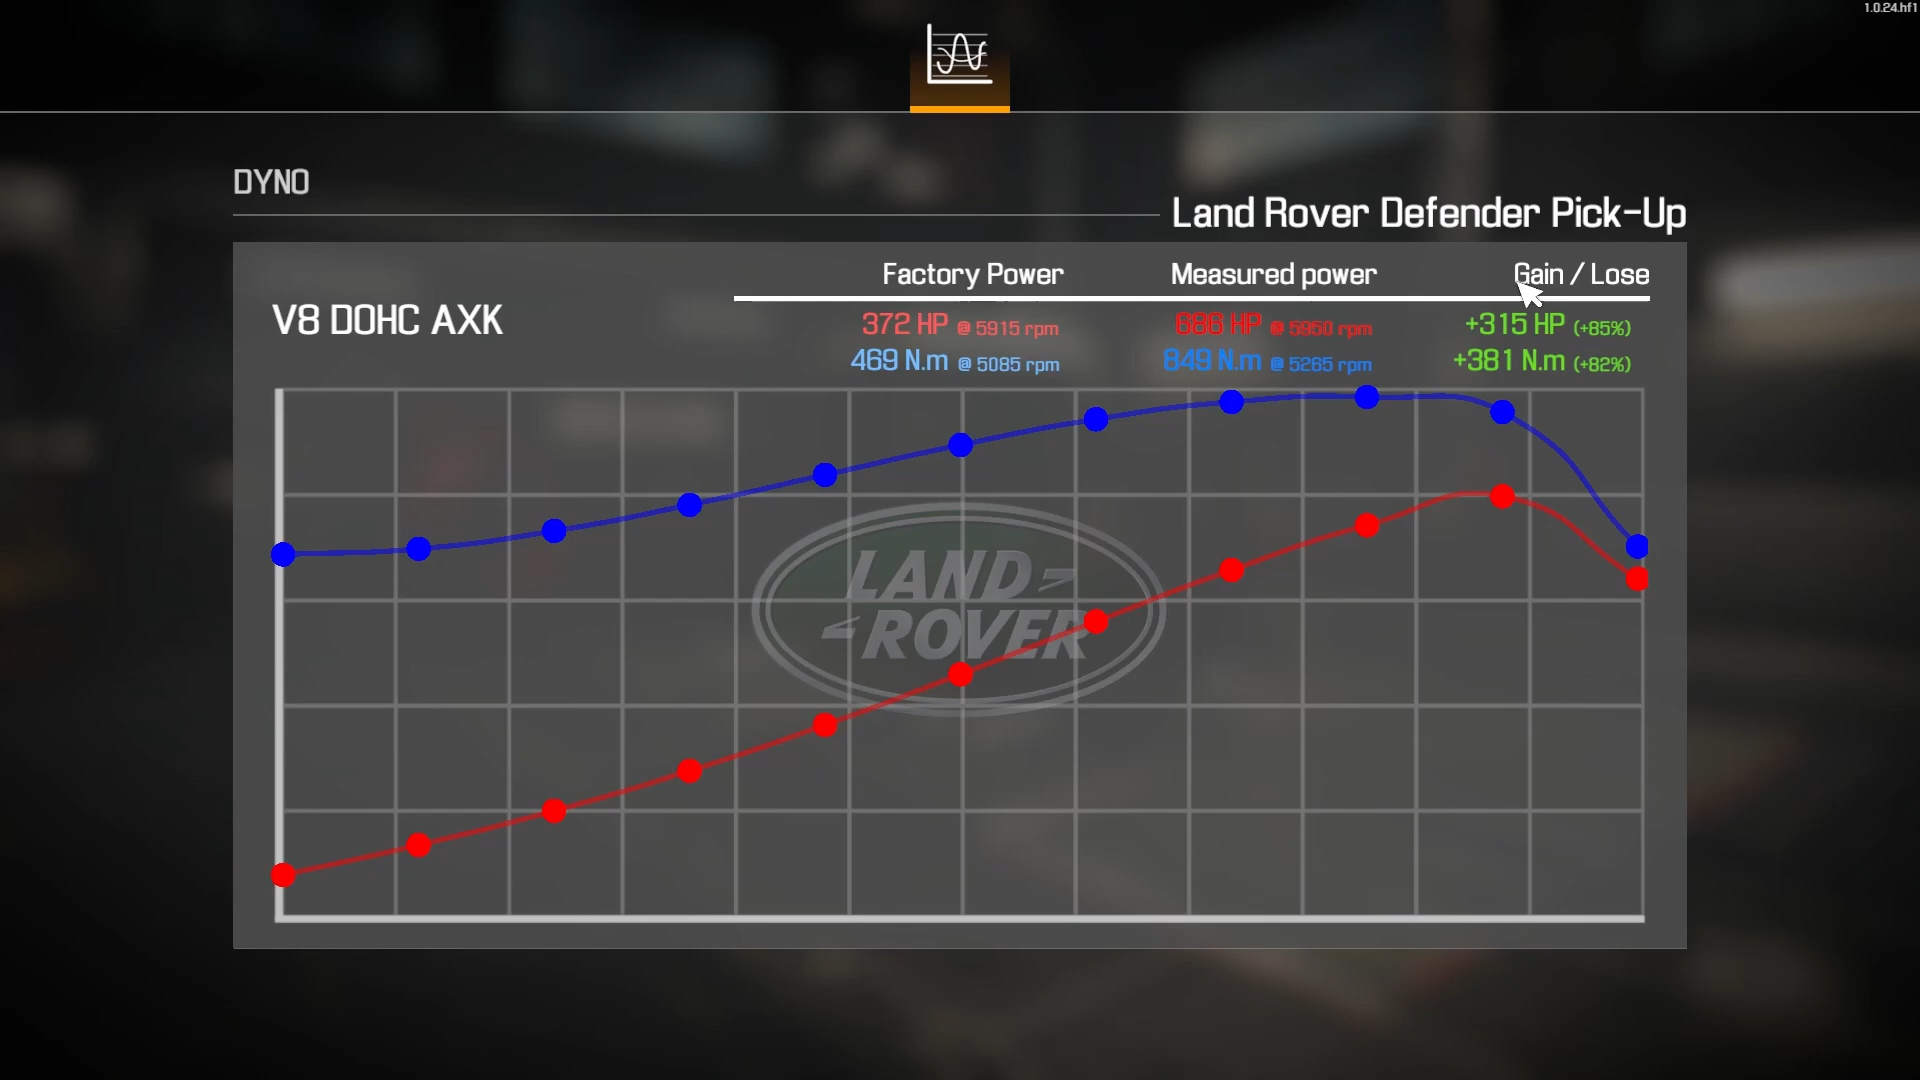 1.0.24.hf1
DYNO
Land Rover Defender Pick-Up
Factory Power Measured power Gain / Lose
V8 DOHC AXK
372 HP @ 5915 rpm 686 HP @ 5950 rpm +315 HP (+85%)
469 N.m @ 5085 rpm 849 N.m @ 5265 rpm +381 N.m (+82%)
LAND
ROVER